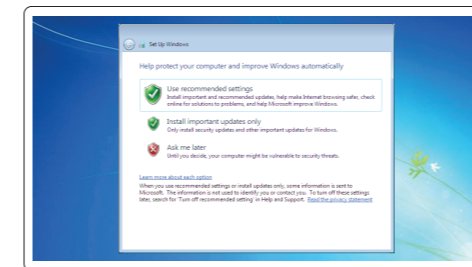 Set Up Windows
Help protect your computer and improve Windows automatically
Use recommended settings
Install important and recommended updates, help make Internet browsing safer, check
online for solutions to problems, and help Microsoft improve Windows.
Install important updates only
Only install security updates and other important updates for Windows.
Ask me later
Until you decide, your computer might be vulnerable to security threats.
Learn more about each option
When you use recommended settings or install updates only, some information is sent to
Microsoft. The information is not used to identify you or contact you. To turn off these settings
later, search for 'Turn off recommended setting' in Help and Support. Read the privacy statement